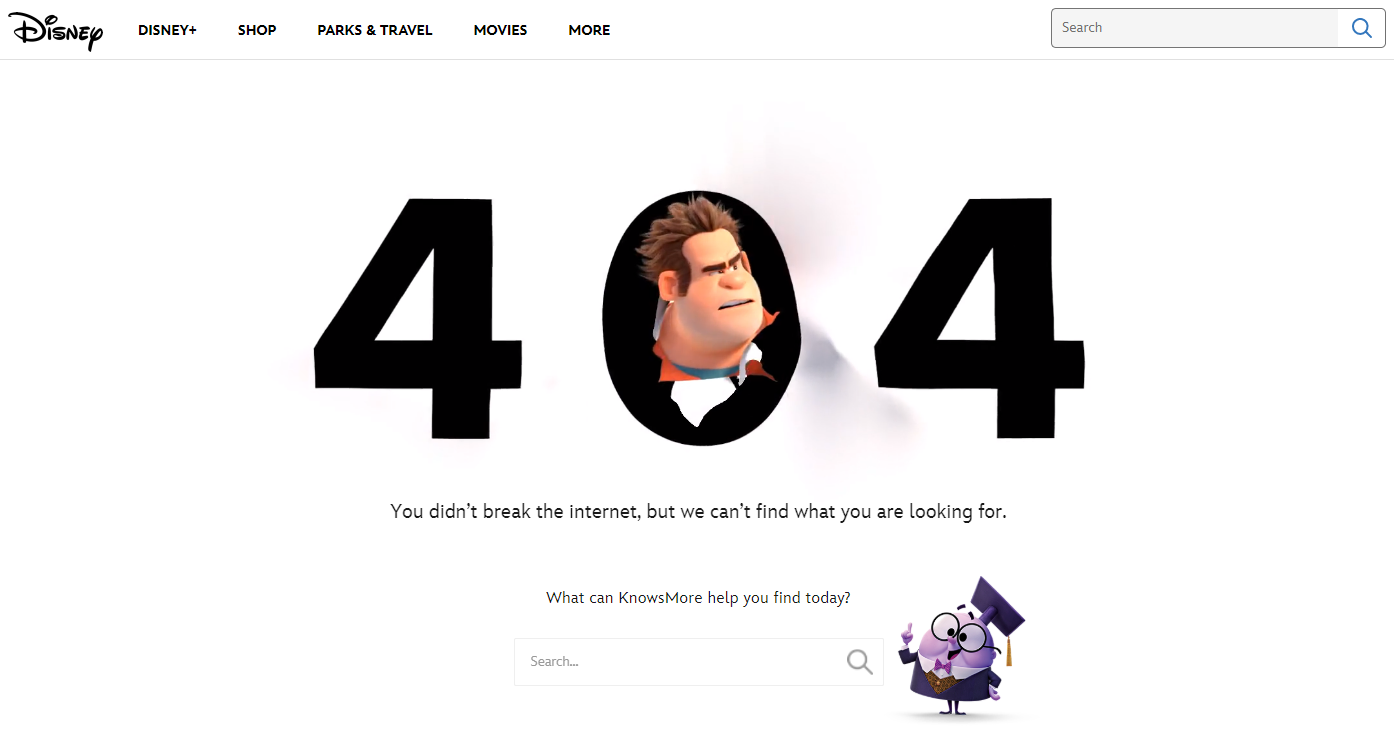 Disney
DISNEY+ SHOP PARKS & TRAVEL MOVIES MORE
Search
404
You didn't break the internet, but we can't find what you are looking for.
What can KnowsMore help you find today?
Search...